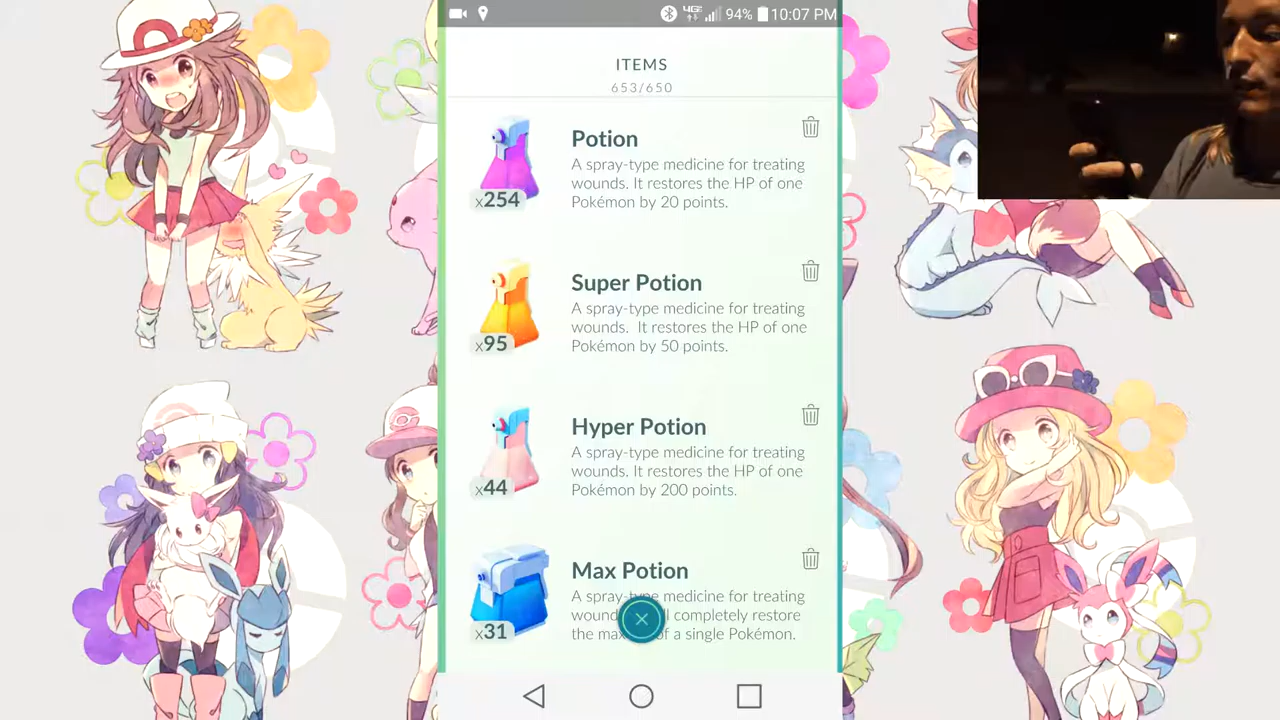 4G 94% 10:07 PM
ITEMS
653/650
Potion
A spray-type medicine for treating
wounds. It restores the HP of one
Pokémon by 20 points.
x254
Super Potion
A spray-type medicine for treating
wounds. It restores the HP of one
Pokémon by 50 points.
x95
Hyper Potion
A spray-type medicine for treating
wounds. It restores the HP of one
Pokémon by 200 points.
x44
Max Potion
A spray-type medicine for treating
completely restore
of a single Pokémon.
x31